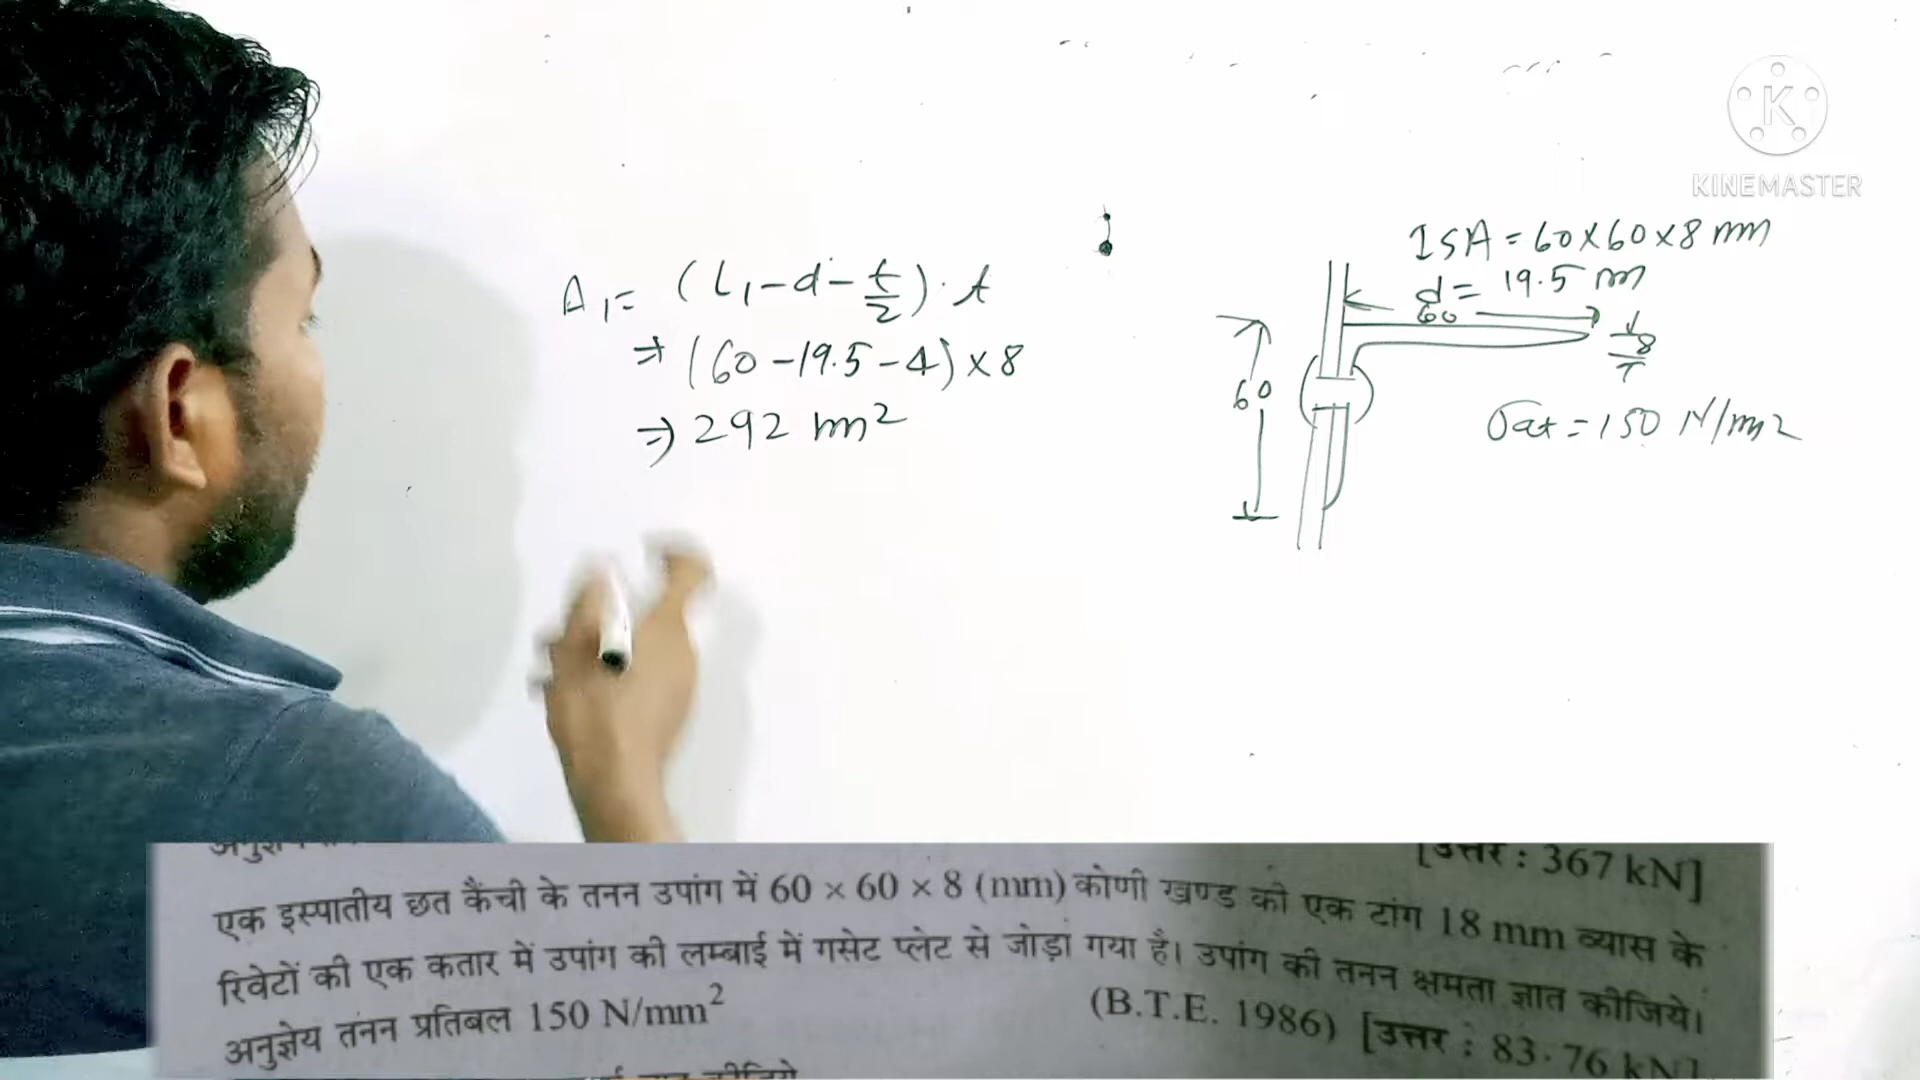 KINEMASTER
A₁ = (L₁-d-t/2)·t
⇒ (60-19.5-4)×8
⇒ 292 mm²
ISA = 60×60×8 mm
d = 19.5 m
60
8
60
σat = 150 N/mm2
[उत्तर : 367 kN]
एक इस्पातीय छत कैंची के तनन उपांग में 60 × 60 × 8 (mm) कोणी खण्ड की एक टांग 18 mm व्यास के
रिवेटों की एक कतार में उपांग की लम्बाई में गसेट प्लेट से जोड़ा गया है। उपांग की तनन क्षमता ज्ञात कीजिये।
अनुज्ञेय तनन प्रतिबल 150 N/mm²
(B.T.E. 1986) [उत्तर : 83·76 kN]